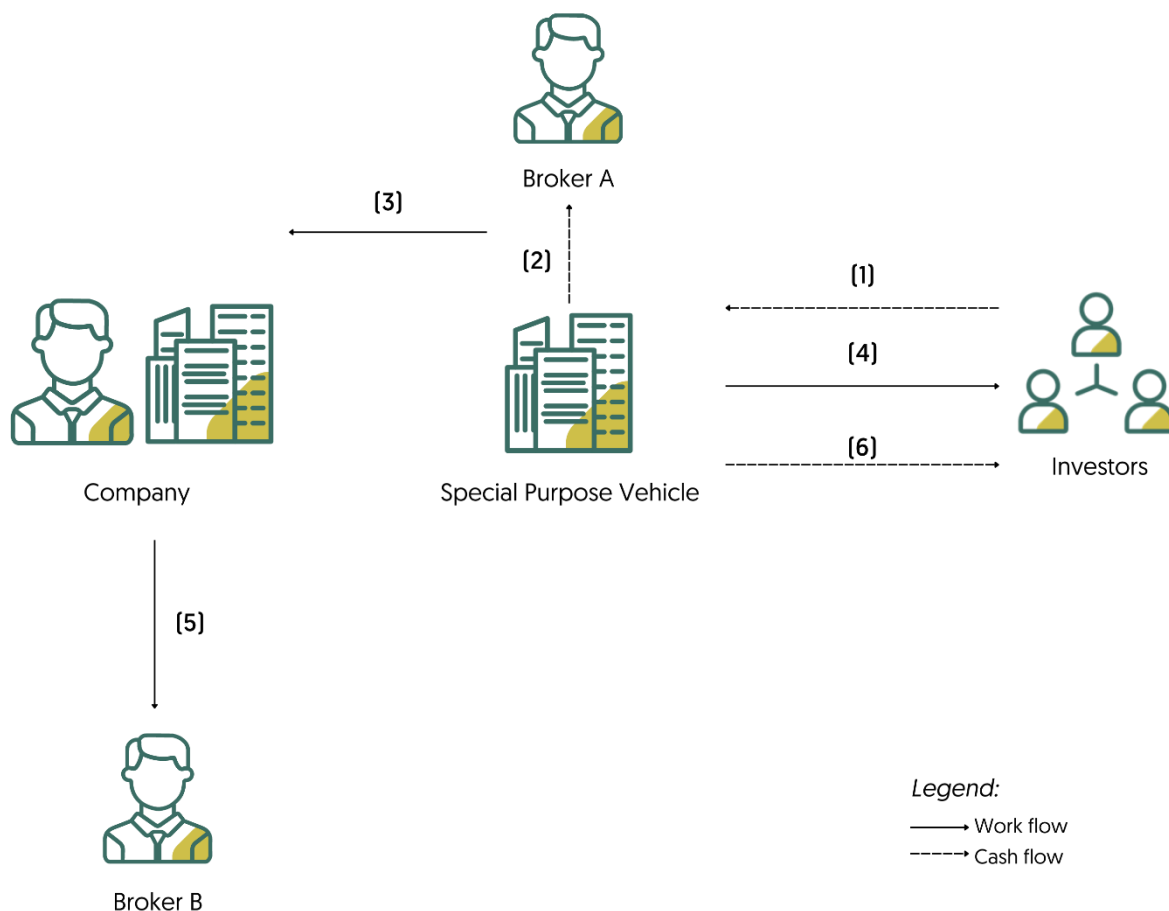 Broker A
(3)
(2)
(1)
(4)
(6)
Company
Special Purpose Vehicle
Investors
(5)
Legend:
Work flow
Cash flow
Broker B